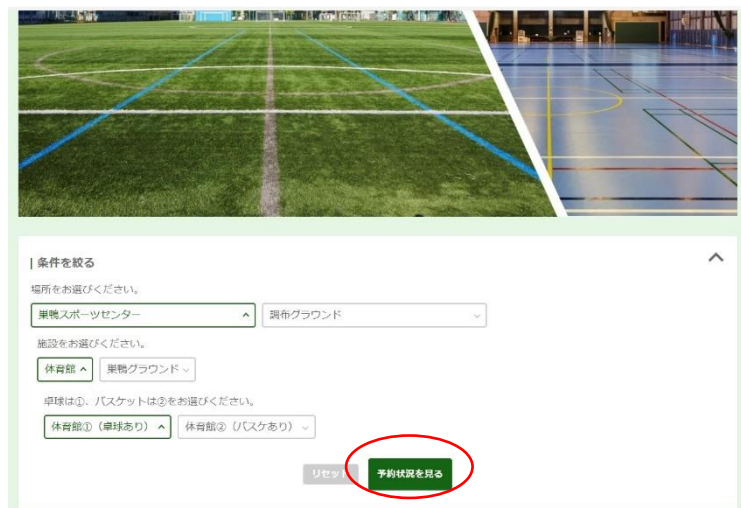 条件を絞る
場所をお選びください。
巣鴨スポーツセンター 調布グラウンド
施設をお選びください。
体育館 巣鴨グラウンド
卓球は①、バスケットは②をお選びください。
体育館①（卓球あり） 体育館②（バスケあり）
リセット 予約状況を見る